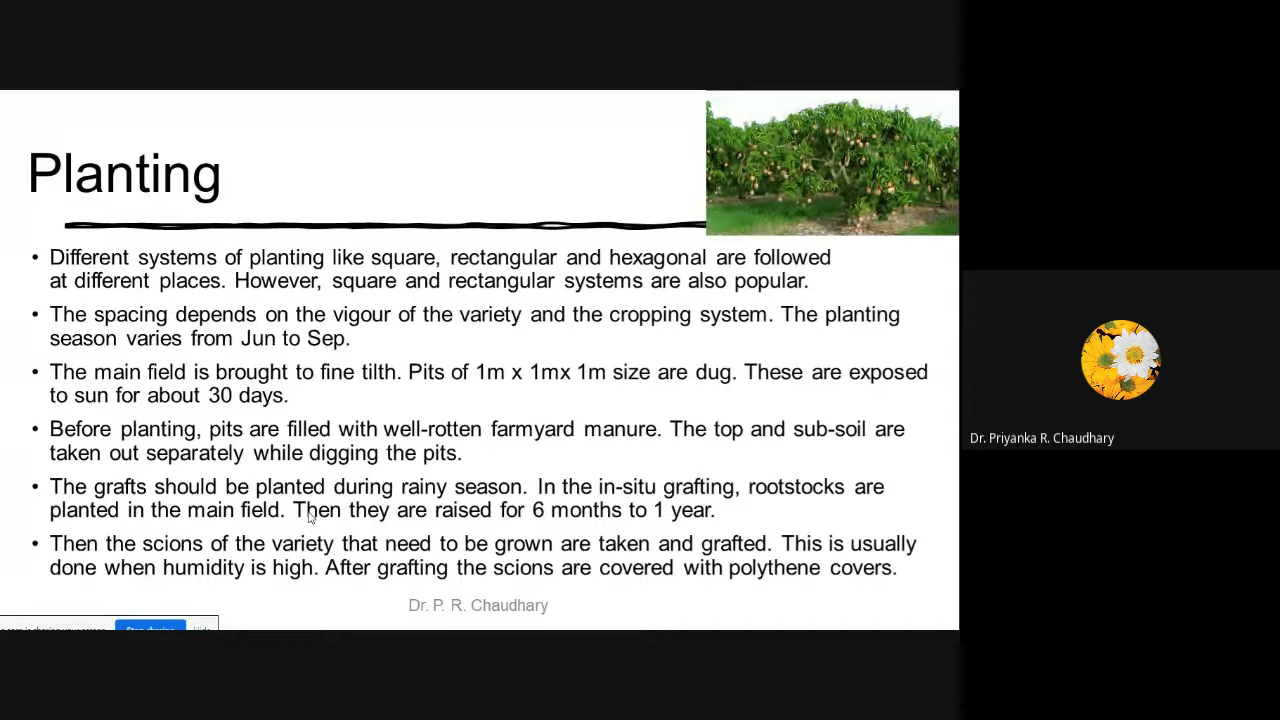 Planting
• Different systems of planting like square, rectangular and hexagonal are followed
at different places. However, square and rectangular systems are also popular.
• The spacing depends on the vigour of the variety and the cropping system. The planting
season varies from Jun to Sep.
• The main field is brought to fine tilth. Pits of 1m x 1mx 1m size are dug. These are exposed
to sun for about 30 days.
• Before planting, pits are filled with well-rotten farmyard manure. The top and sub-soil are
taken out separately while digging the pits.
• The grafts should be planted during rainy season. In the in-situ grafting, rootstocks are
planted in the main field. Then they are raised for 6 months to 1 year.
• Then the scions of the variety that need to be grown are taken and grafted. This is usually
done when humidity is high. After grafting the scions are covered with polythene covers.
Dr. P. R. Chaudhary
Dr. Priyanka R. Chaudhary